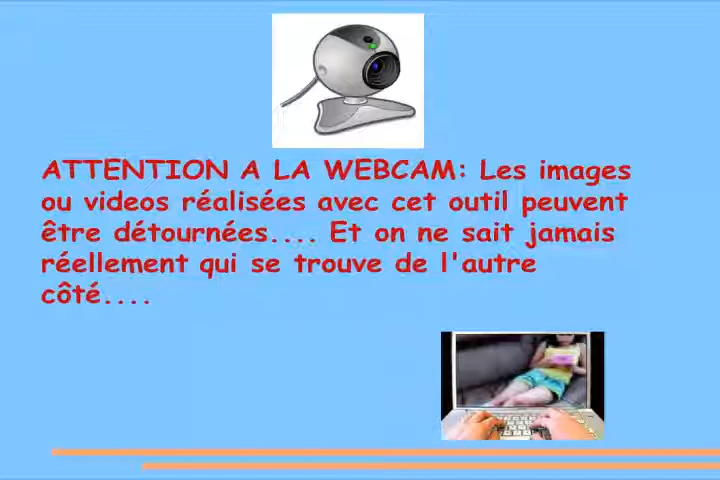 ATTENTION A LA WEBCAM: Les images
ou videos réalisées avec cet outil peuvent
être détournées.... Et on ne sait jamais
réellement qui se trouve de l'autre
côté....